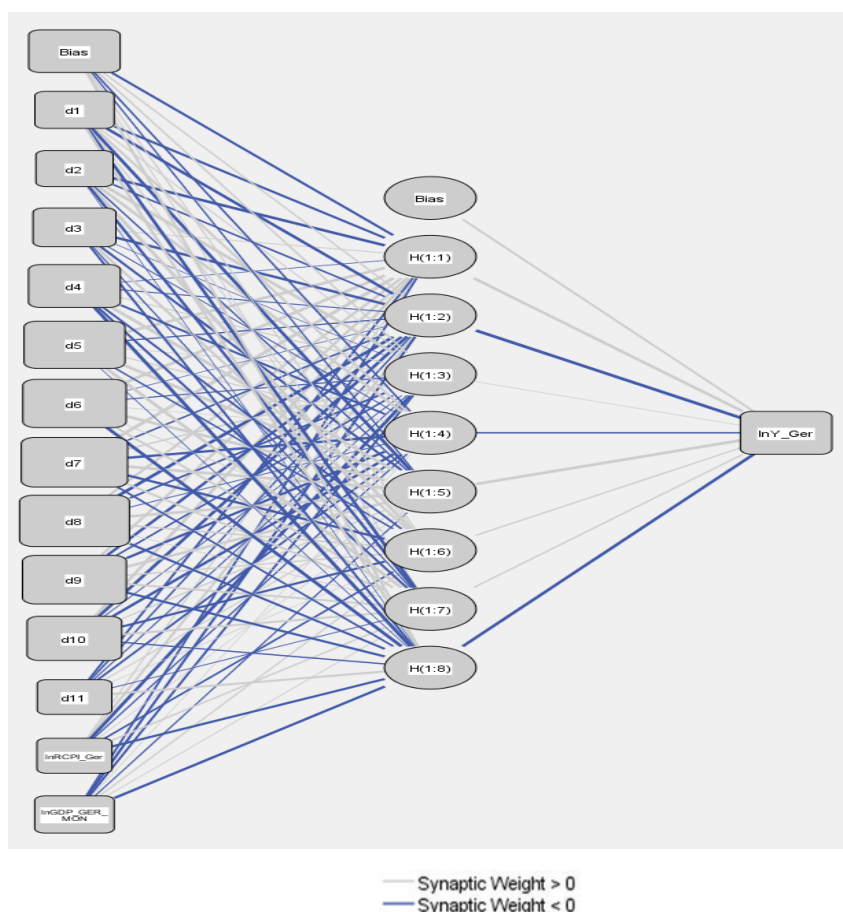 Bias
d1
d2
d3
d4
d5
d6
d7
d8
d9
d10
d11
lnRCPI_Ger
lnGDP_GER_
MON
Bias
H(1:1)
H(1:2)
H(1:3)
H(1:4)
H(1:5)
H(1:6)
H(1:7)
H(1:8)
lnY_Ger
Synaptic Weight > 0
Synaptic Weight < 0